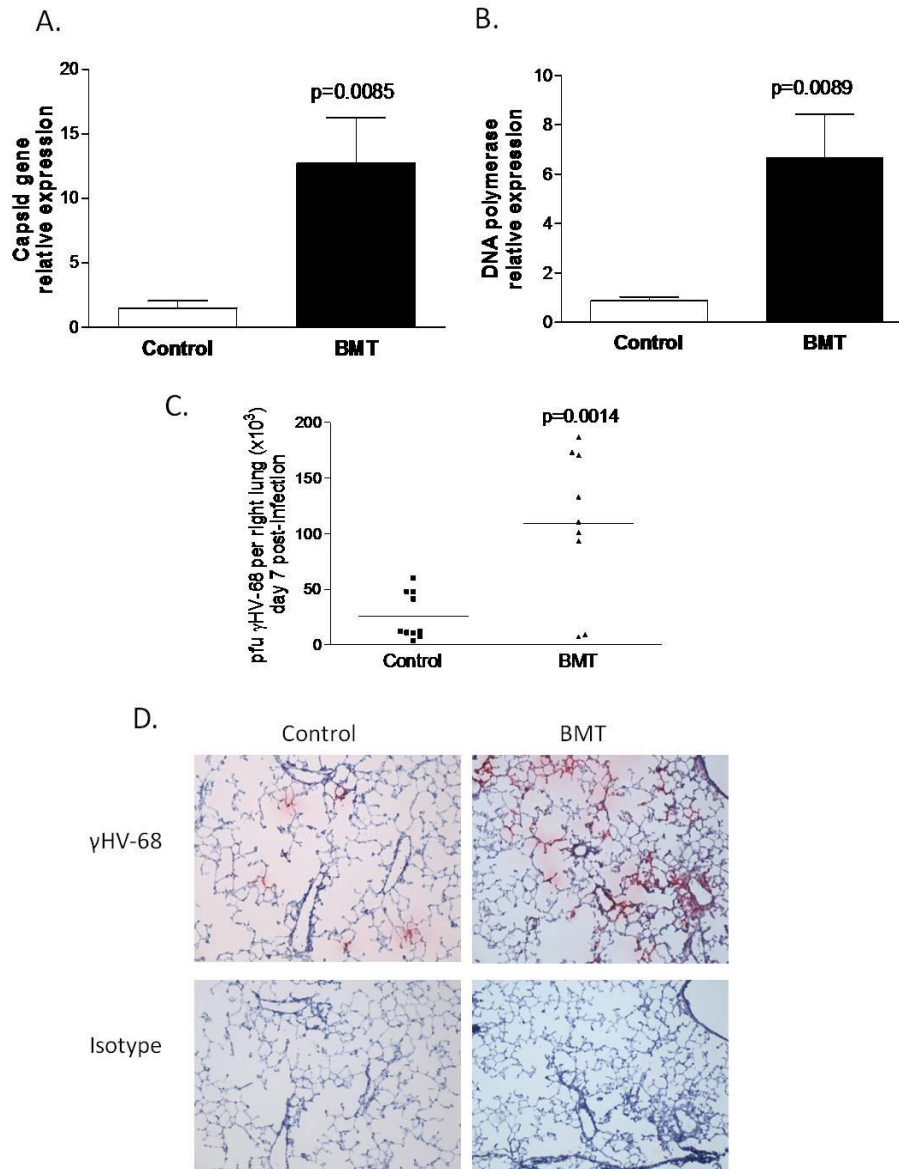 A.
Capsid gene
relative expression
20
15
10
5
0
p=0.0085
Control
BMT
B.
DNA polymerase
relative expression
10
8
6
4
2
0
p=0.0089
Control
BMT
C.
pfu γHV-68 per right lung (x10³)
day 7 post-infection
200
150
100
50
0
p=0.0014
Control
BMT
D.
Control
BMT
γHV-68
Isotype